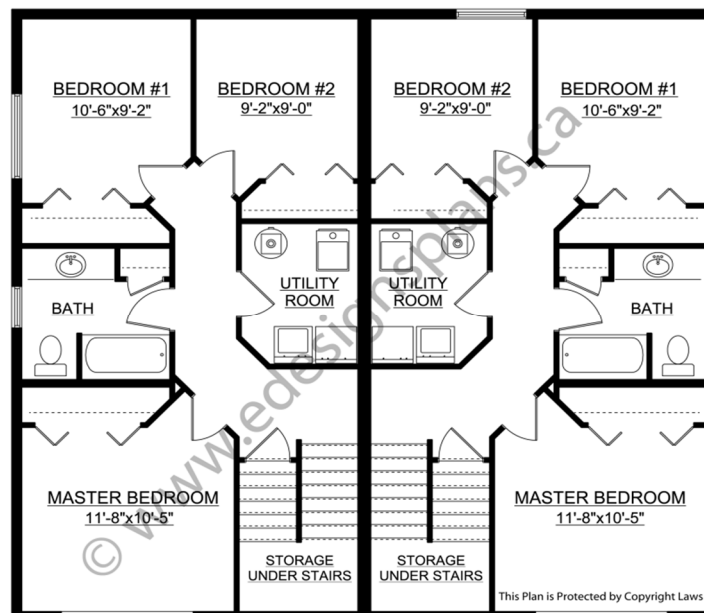 BEDROOM #1
10'-6"x9'-2"
BEDROOM #2
9'-2"x9'-0"
BEDROOM #2
9'-2"x9'-0"
BEDROOM #1
10'-6"x9'-2"
UTILITY
ROOM
UTILITY
ROOM
BATH
BATH
MASTER BEDROOM
11'-8"x10'-5"
MASTER BEDROOM
11'-8"x10'-5"
STORAGE
UNDER STAIRS
STORAGE
UNDER STAIRS
© www.edesignsplans.ca
This Plan is Protected by Copyright Laws